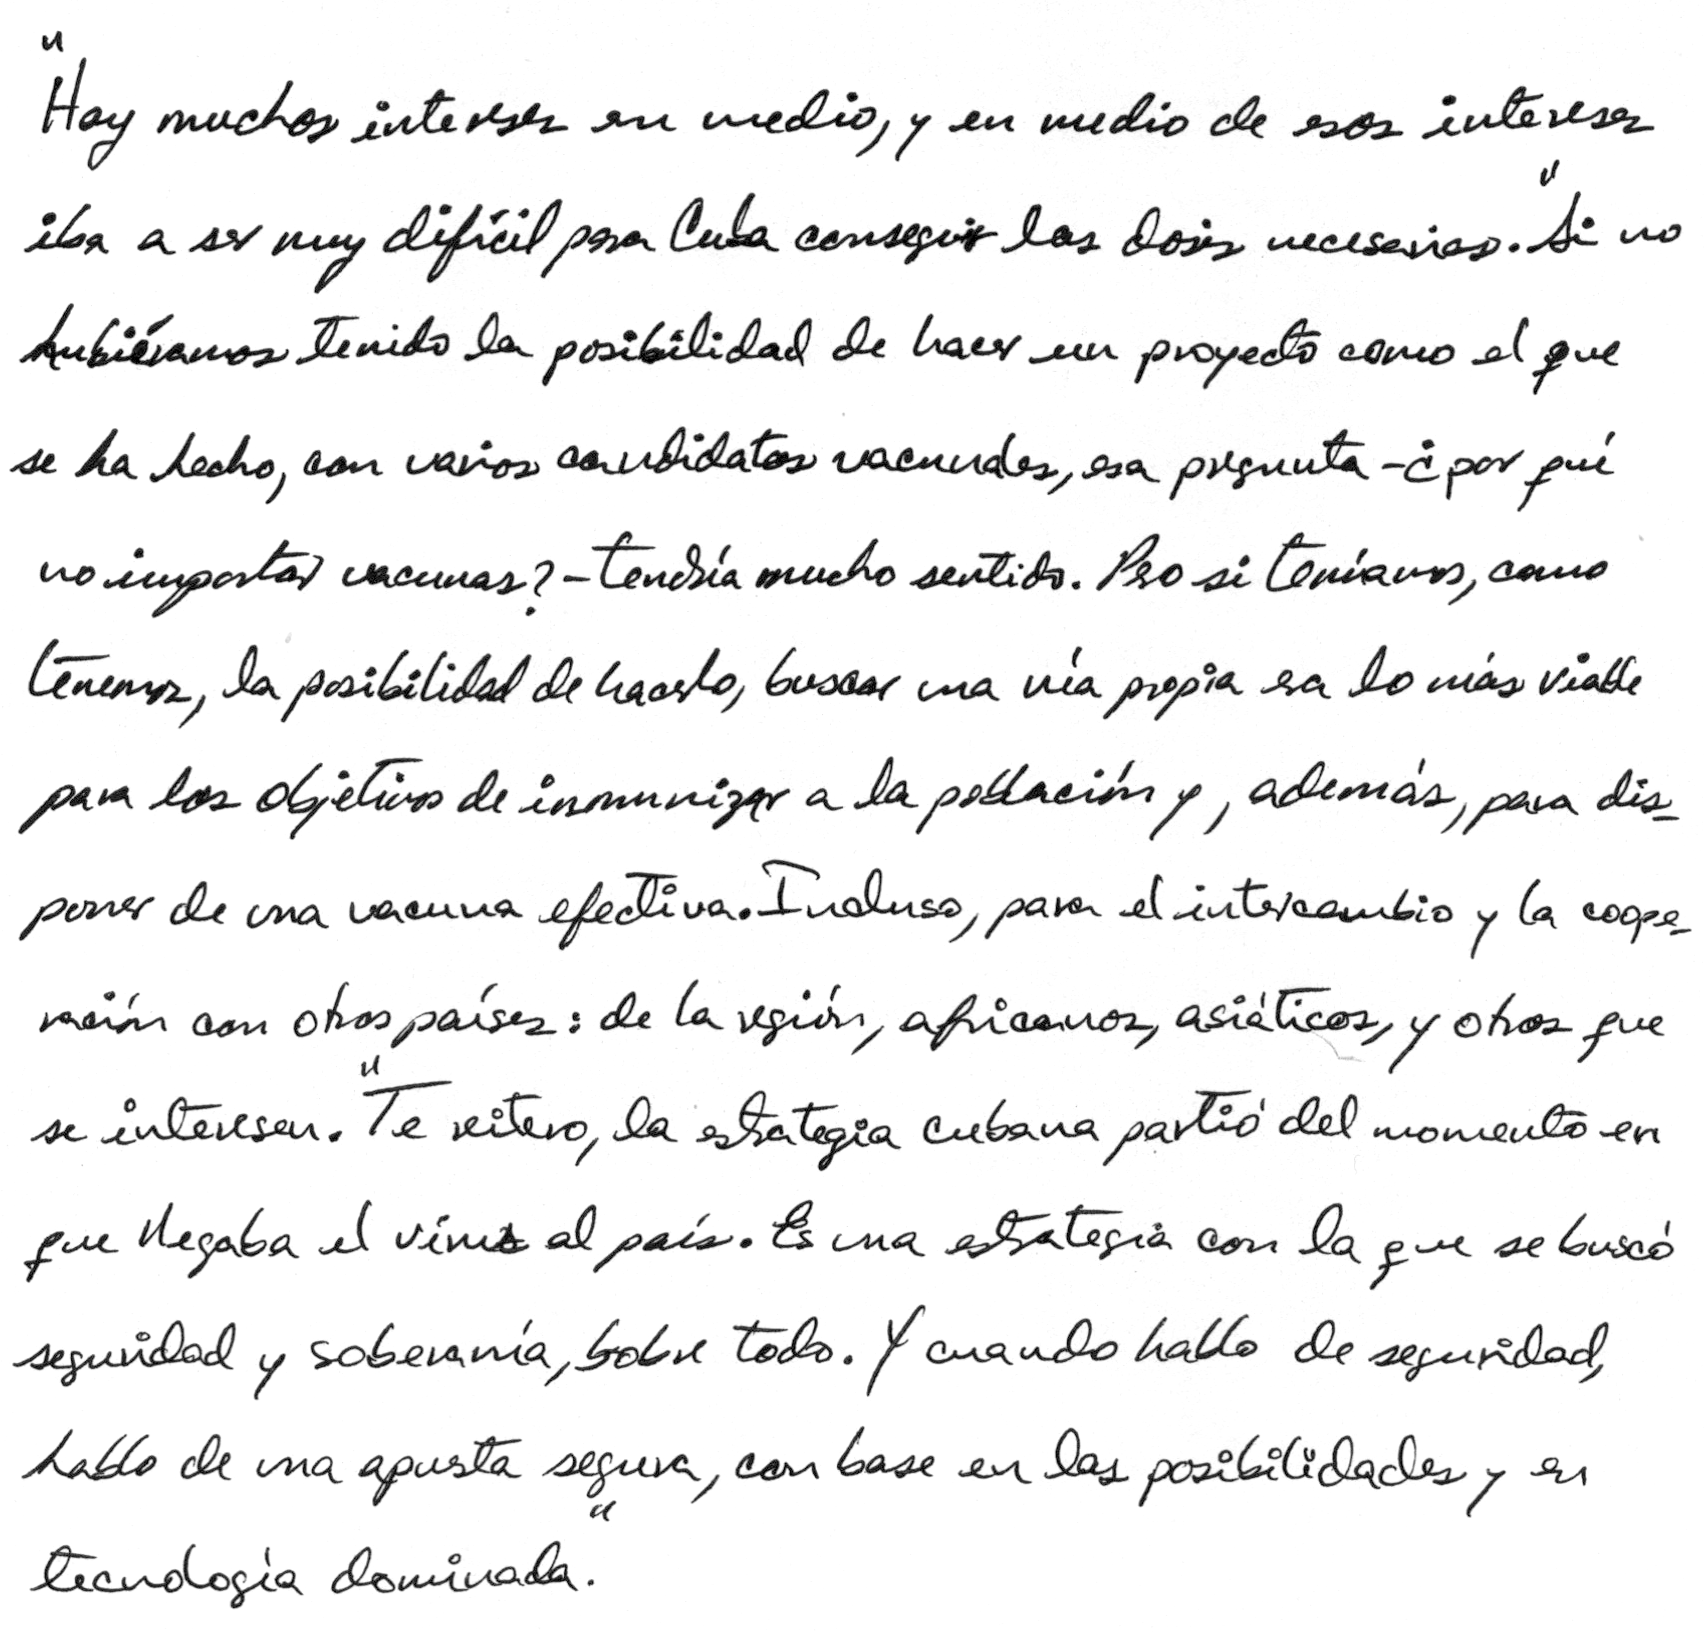 "Hay muchos intereses en medio, y en medio de esos intereses
iba a ser muy difícil para Cuba conseguir las dosis necesarias. "Si no
hubiéramos tenido la posibilidad de hacer un proyecto como el que
se ha hecho, con varios candidatos vacunales, esa pregunta -¿por qué
no importar vacunas?- tendría mucho sentido. Pero si teníamos, como
tenemos, la posibilidad de hacerlo, buscar una vía propia era lo más viable
para los objetivos de inmunizar a la población y, además, para dis-
poner de una vacuna efectiva. Incluso, para el intercambio y la coope-
ración con otros países: de la región, africanos, asiáticos, y otros que
se interesen. "Te reitero, la estrategia cubana partió del momento en
que llegaba el virus al país. Es una estrategia con la que se buscó
seguridad y soberanía, sobre todo. Y cuando hablo de seguridad,
hablo de una apuesta segura, con base en las posibilidades y en
tecnología dominada."